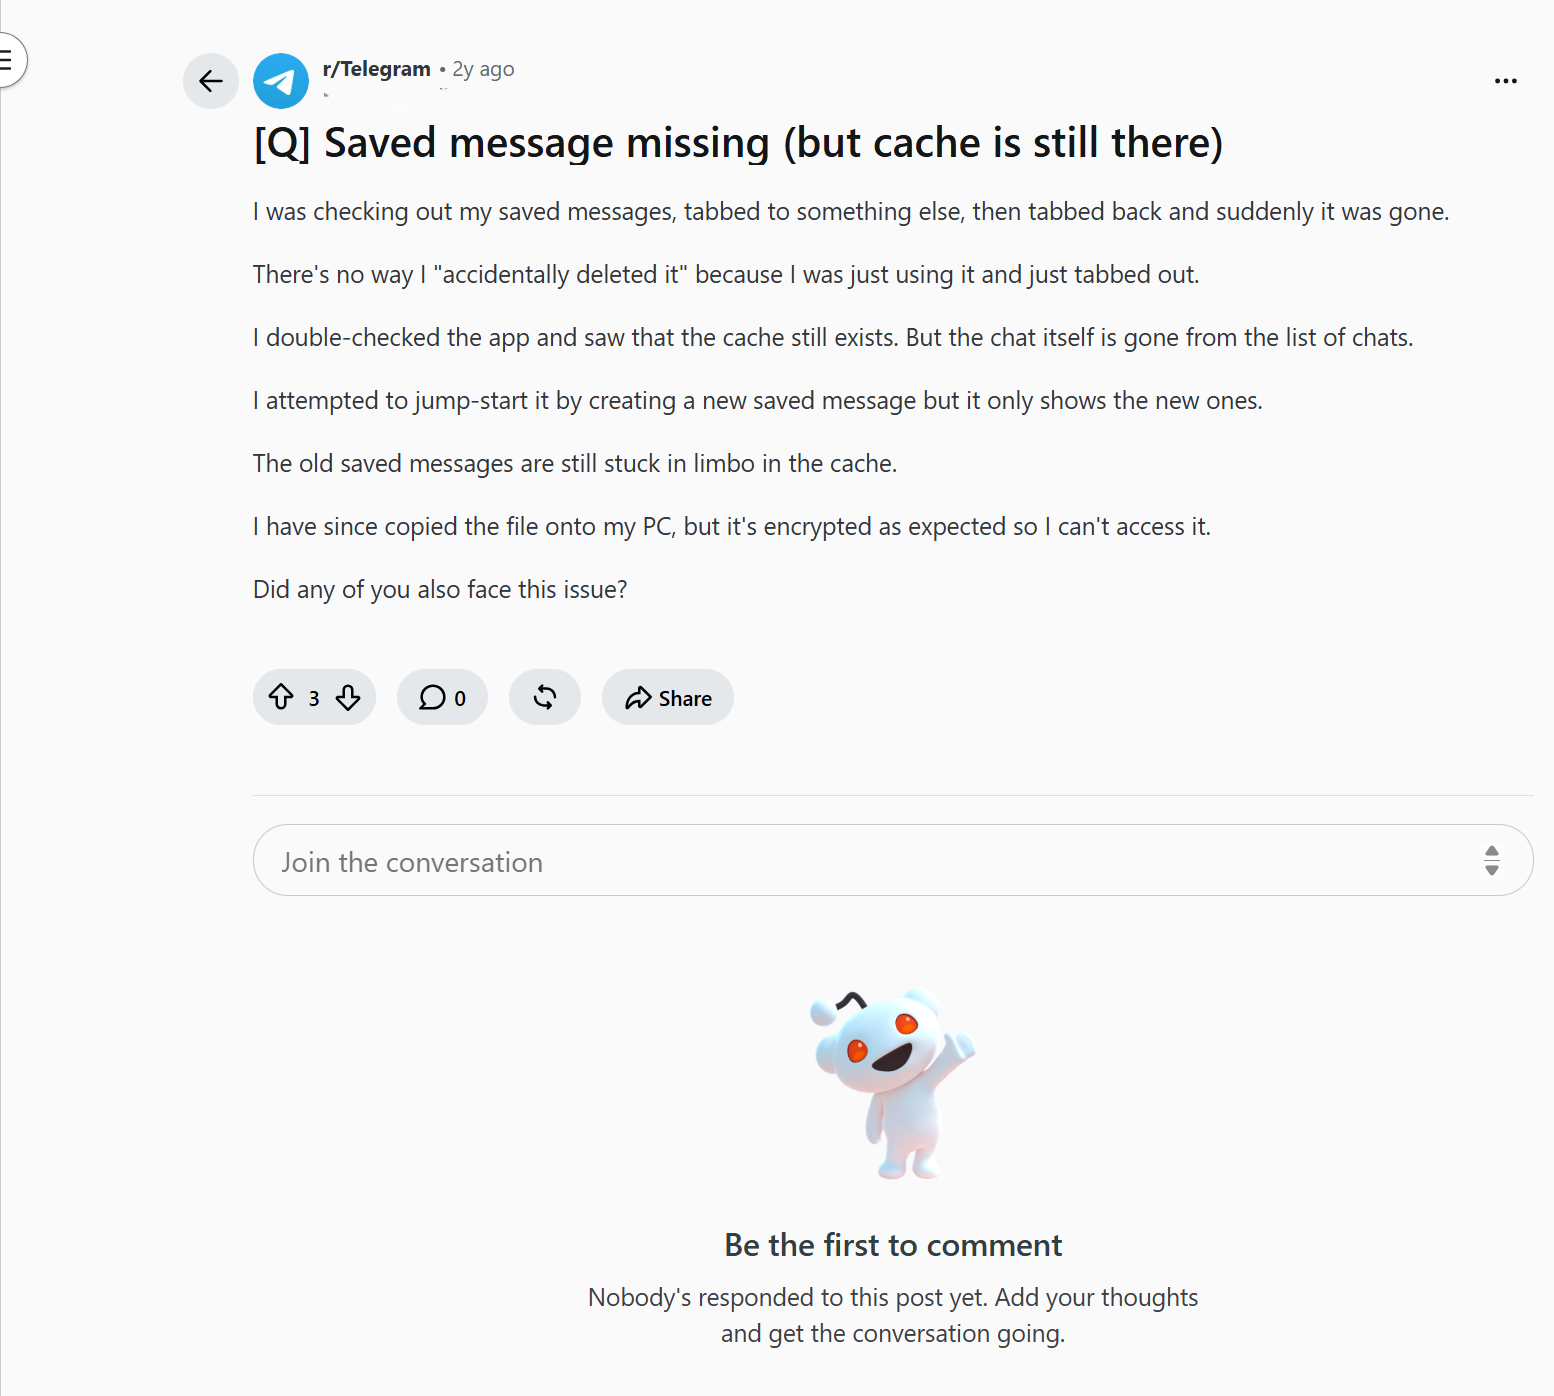 r/Telegram • 2y ago
[Q] Saved message missing (but cache is still there)
I was checking out my saved messages, tabbed to something else, then tabbed back and suddenly it was gone.
There's no way I "accidentally deleted it" because I was just using it and just tabbed out.
I double-checked the app and saw that the cache still exists. But the chat itself is gone from the list of chats.
I attempted to jump-start it by creating a new saved message but it only shows the new ones.
The old saved messages are still stuck in limbo in the cache.
I have since copied the file onto my PC, but it's encrypted as expected so I can't access it.
Did any of you also face this issue?
3 0 Share
Join the conversation
Be the first to comment
Nobody's responded to this post yet. Add your thoughts
and get the conversation going.